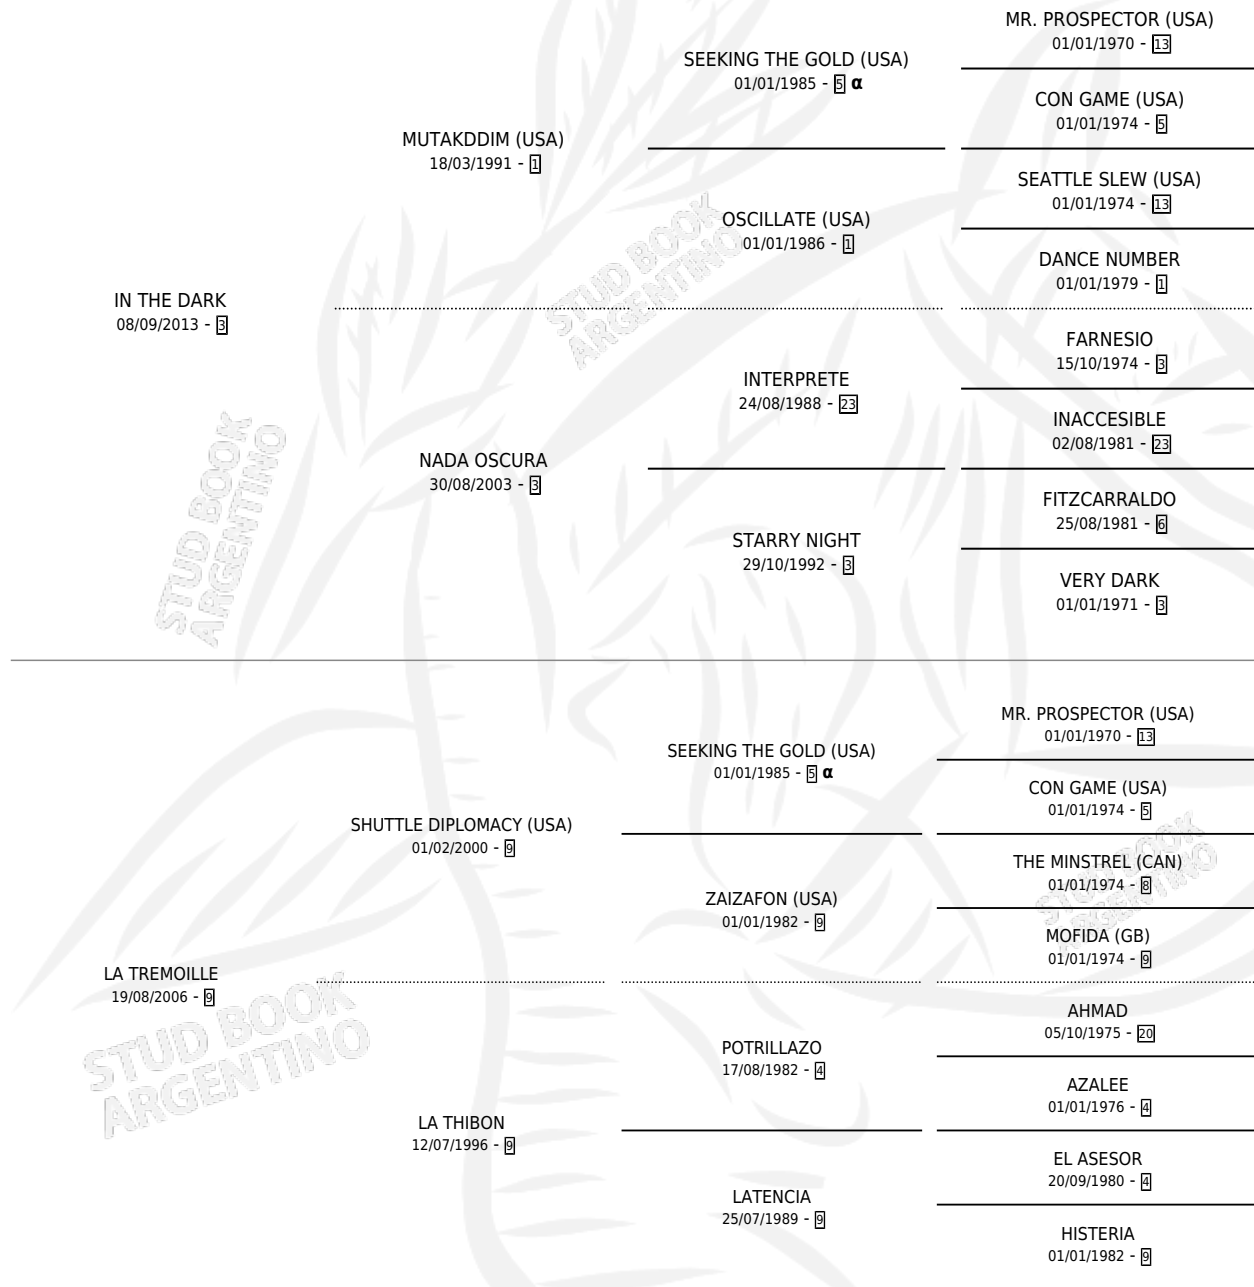 MR. PROSPECTOR (USA)
01/01/1970 - 13
SEEKING THE GOLD (USA)
01/01/1985 - 5 α
CON GAME (USA)
01/01/1974 - 5
MUTAKDDIM (USA)
18/03/1991 - 1
SEATTLE SLEW (USA)
01/01/1974 - 13
OSCILLATE (USA)
01/01/1986 - 1
DANCE NUMBER
01/01/1979 - 1
IN THE DARK
08/09/2013 - 3
FARNESIO
15/10/1974 - 3
INTERPRETE
24/08/1988 - 23
INACCESIBLE
02/08/1981 - 23
NADA OSCURA
30/08/2003 - 3
FITZCARRALDO
25/08/1981 - 6
STARRY NIGHT
29/10/1992 - 3
VERY DARK
01/01/1971 - 3
STUD BOOK
ARGENTINO
STUD BOOK
ARGENTINO
MR. PROSPECTOR (USA)
01/01/1970 - 13
SEEKING THE GOLD (USA)
01/01/1985 - 5 α
CON GAME (USA)
01/01/1974 - 5
SHUTTLE DIPLOMACY (USA)
01/02/2000 - 9
THE MINSTREL (CAN)
01/01/1974 - 8
ZAIZAFON (USA)
01/01/1982 - 9
MOFIDA (GB)
01/01/1974 - 9
LA TREMOILLE
19/08/2006 - 9
AHMAD
05/10/1975 - 20
POTRILLAZO
17/08/1982 - 4
AZALEE
01/01/1976 - 4
LA THIBON
12/07/1996 - 9
EL ASESOR
20/09/1980 - 4
LATENCIA
25/07/1989 - 9
HISTERIA
01/01/1982 - 9
STUD BOOK
ARGENTINO
STUD BOOK
ARGENTINO